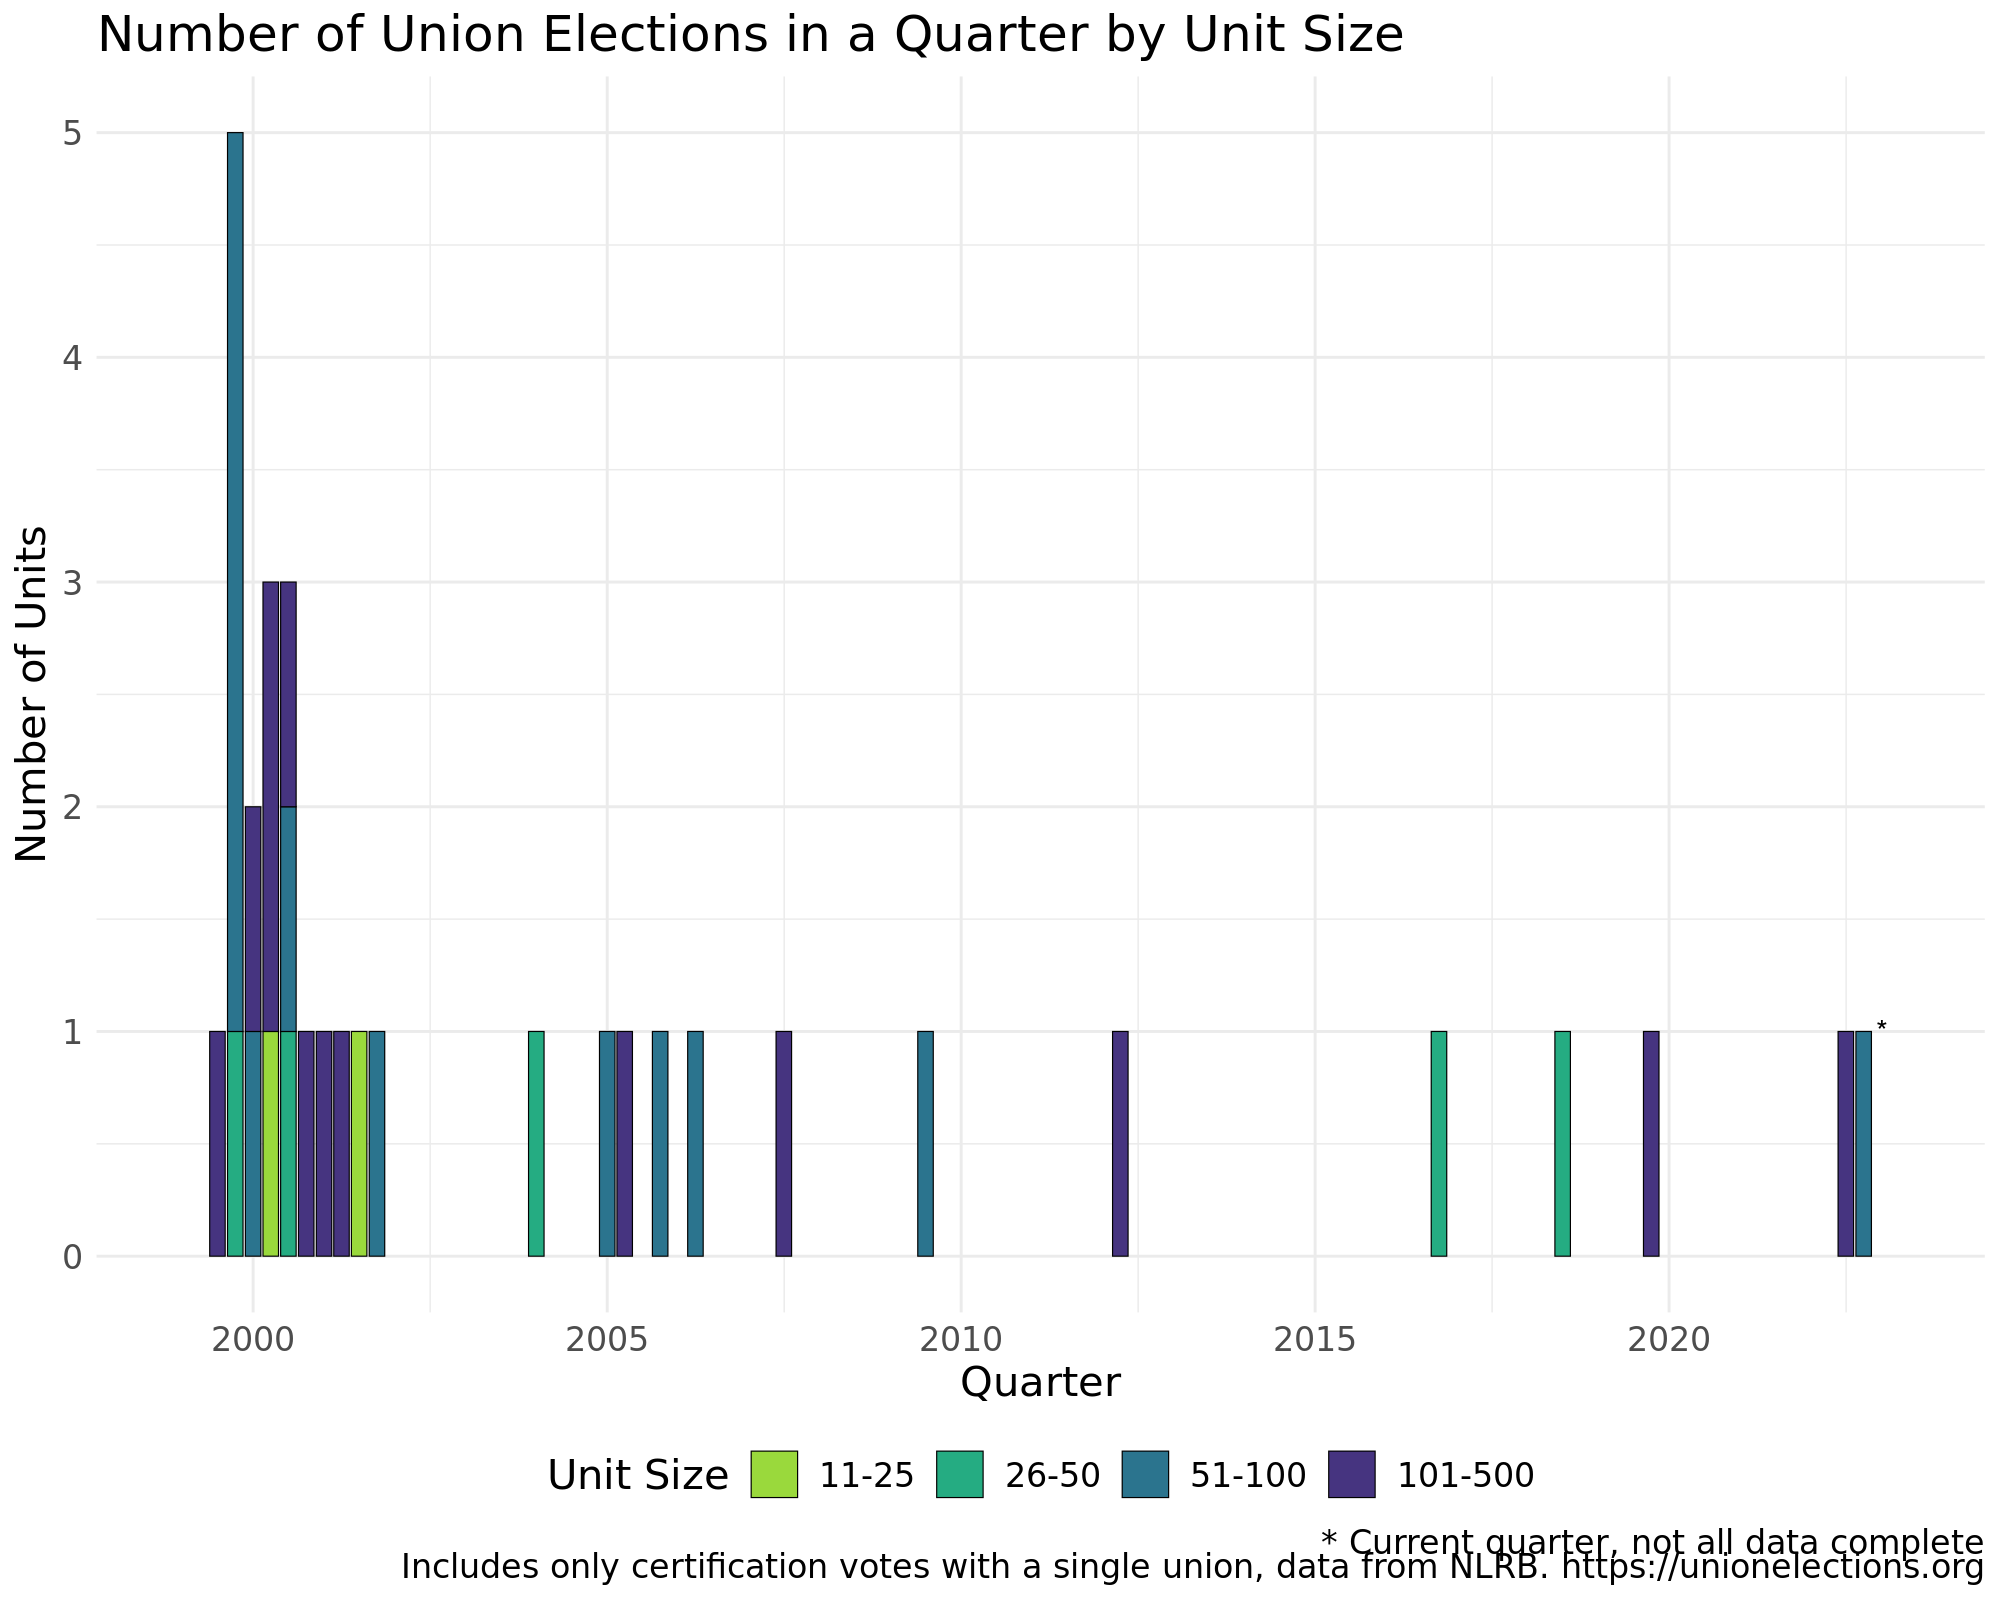 Number of Union Elections in a Quarter by Unit Size
Number of Units
5
4
3
2
1
0
*
2000 2005 2010 2015 2020
Quarter
Unit Size 11-25 26-50 51-100 101-500
* Current quarter, not all data complete
Includes only certification votes with a single union, data from NLRB. https://unionelections.org